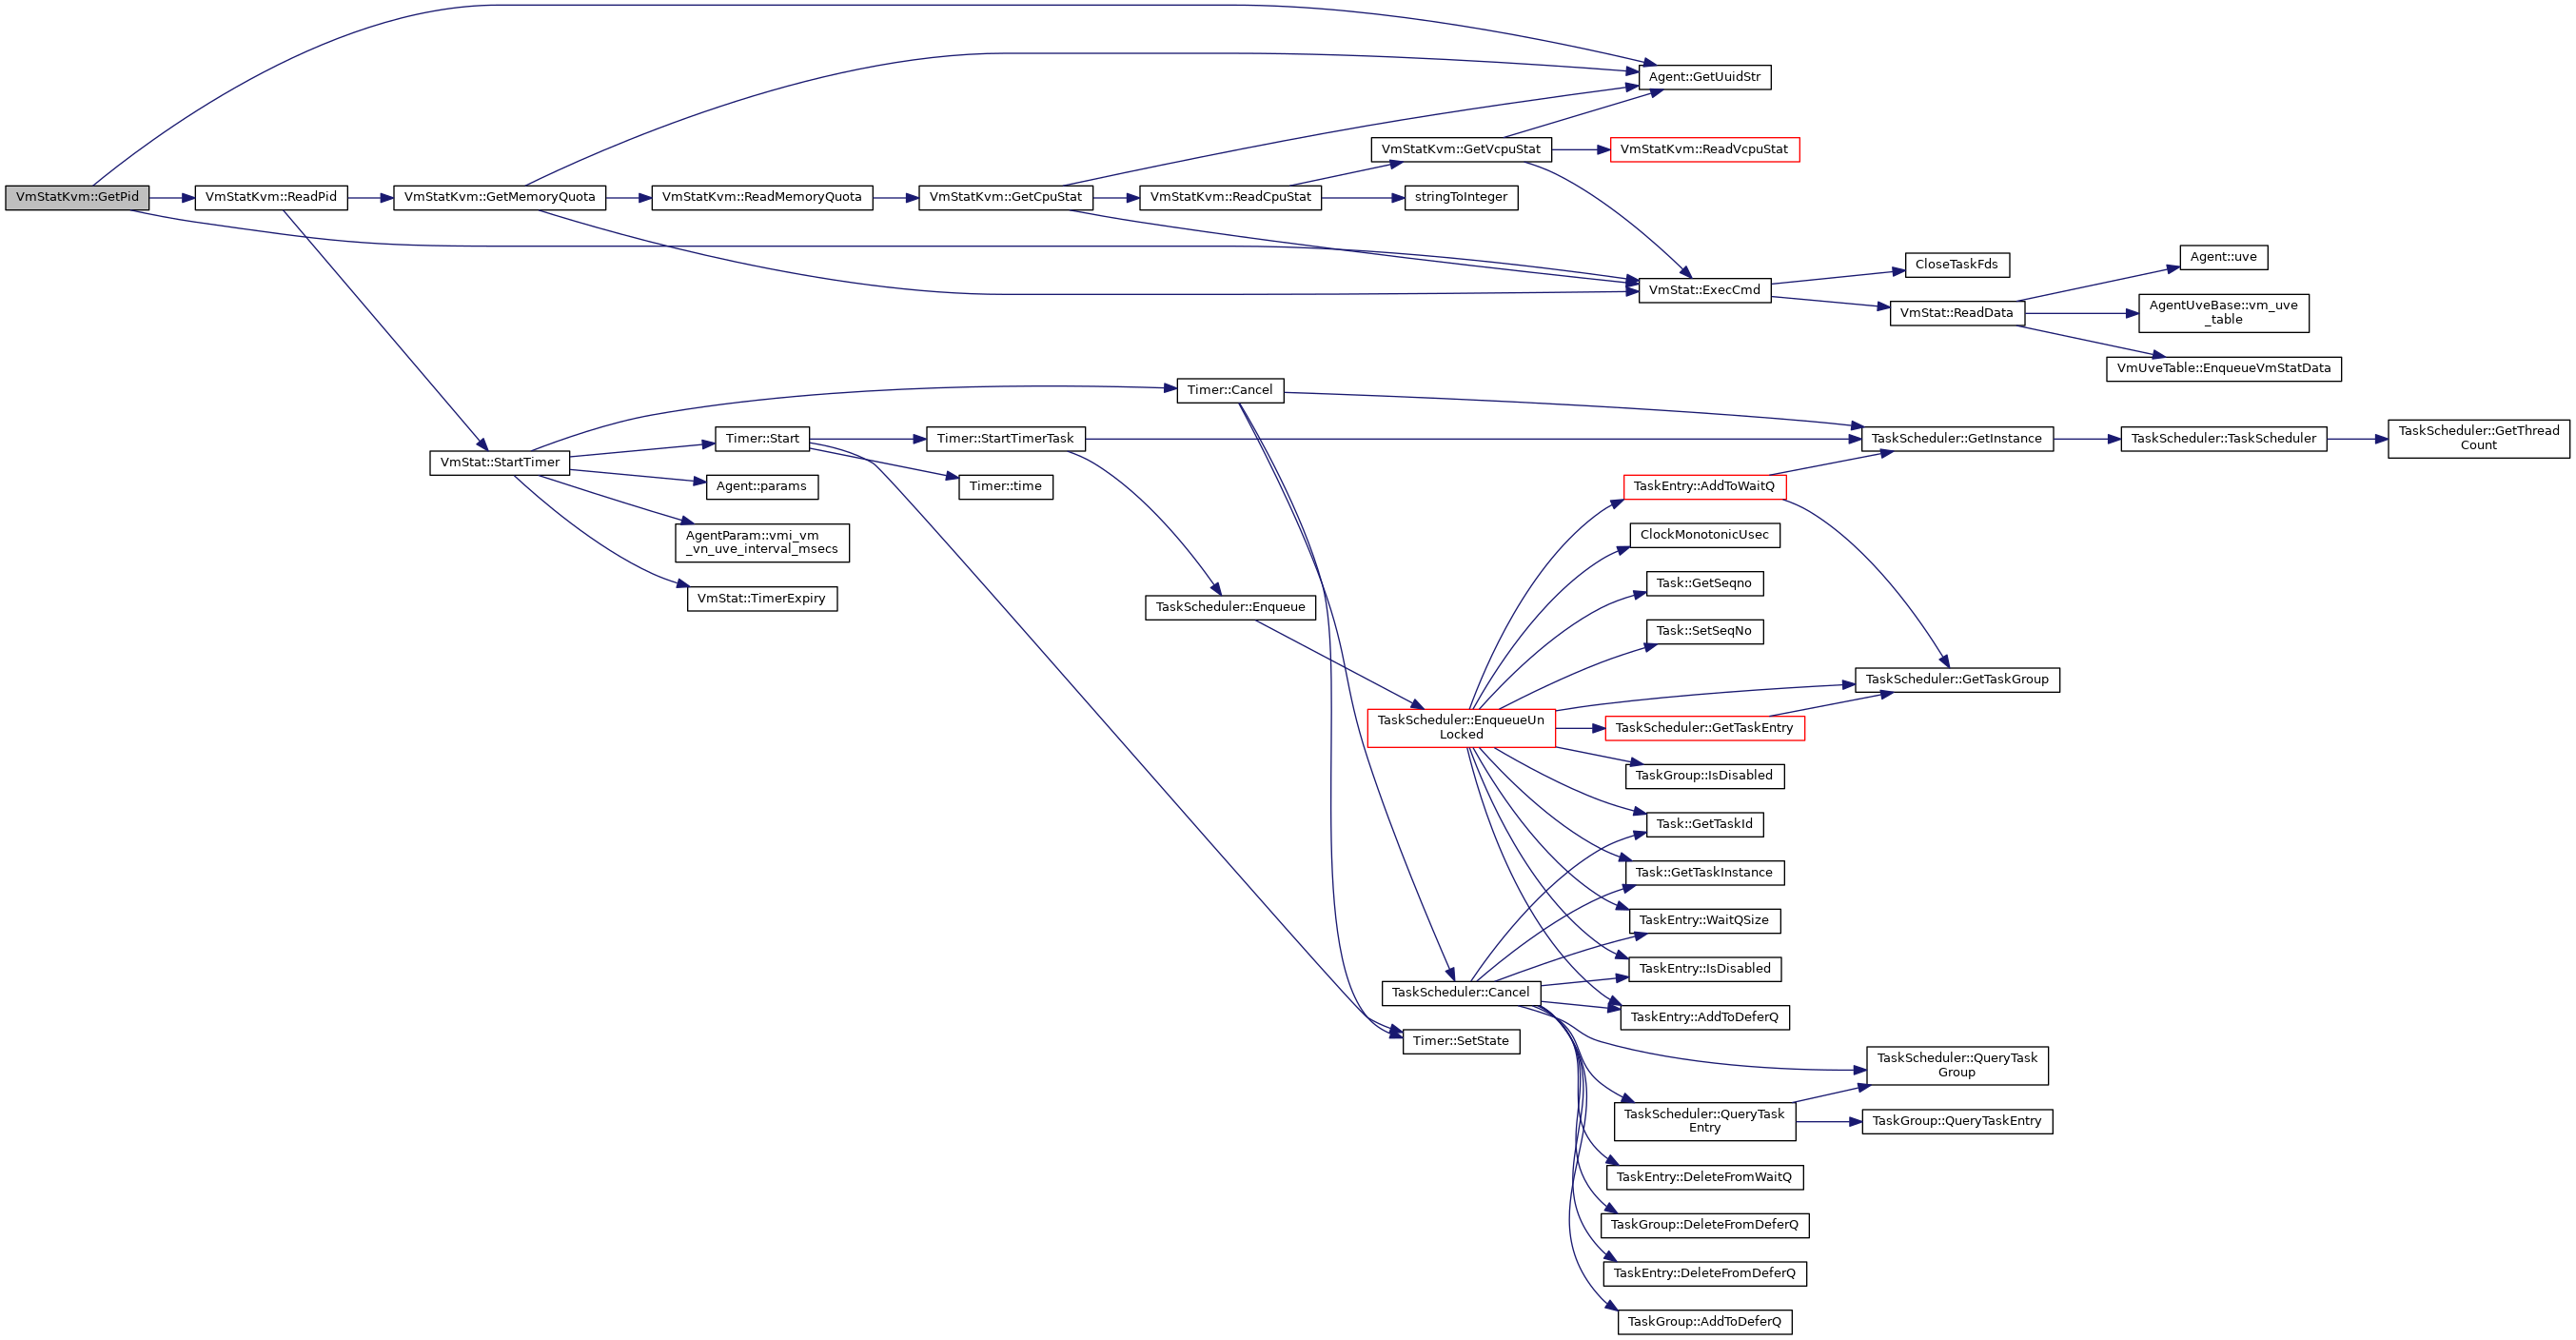 Agent::GetUuidStr
VmStatKvm::GetVcpuStat
VmStatKvm::ReadVcpuStat
VmStatKvm::GetPid
VmStatKvm::ReadPid
VmStatKvm::GetMemoryQuota
VmStatKvm::ReadMemoryQuota
VmStatKvm::GetCpuStat
VmStatKvm::ReadCpuStat
stringToInteger
Agent::uve
CloseTaskFds
VmStat::ExecCmd
VmStat::ReadData
AgentUveBase::vm_uve
_table
VmUveTable::EnqueueVmStatData
Timer::Cancel
Timer::Start
Timer::StartTimerTask
TaskScheduler::GetInstance
TaskScheduler::TaskScheduler
TaskScheduler::GetThread
Count
VmStat::StartTimer
Agent::params
Timer::time
TaskEntry::AddToWaitQ
AgentParam::vmi_vm
_vn_uve_interval_msecs
ClockMonotonicUsec
VmStat::TimerExpiry
Task::GetSeqno
TaskScheduler::Enqueue
Task::SetSeqNo
TaskScheduler::GetTaskGroup
TaskScheduler::EnqueueUn
Locked
TaskScheduler::GetTaskEntry
TaskGroup::IsDisabled
Task::GetTaskId
Task::GetTaskInstance
TaskEntry::WaitQSize
TaskEntry::IsDisabled
TaskScheduler::Cancel
TaskEntry::AddToDeferQ
Timer::SetState
TaskScheduler::QueryTask
Group
TaskScheduler::QueryTask
Entry
TaskGroup::QueryTaskEntry
TaskEntry::DeleteFromWaitQ
TaskGroup::DeleteFromDeferQ
TaskEntry::DeleteFromDeferQ
TaskGroup::AddToDeferQ